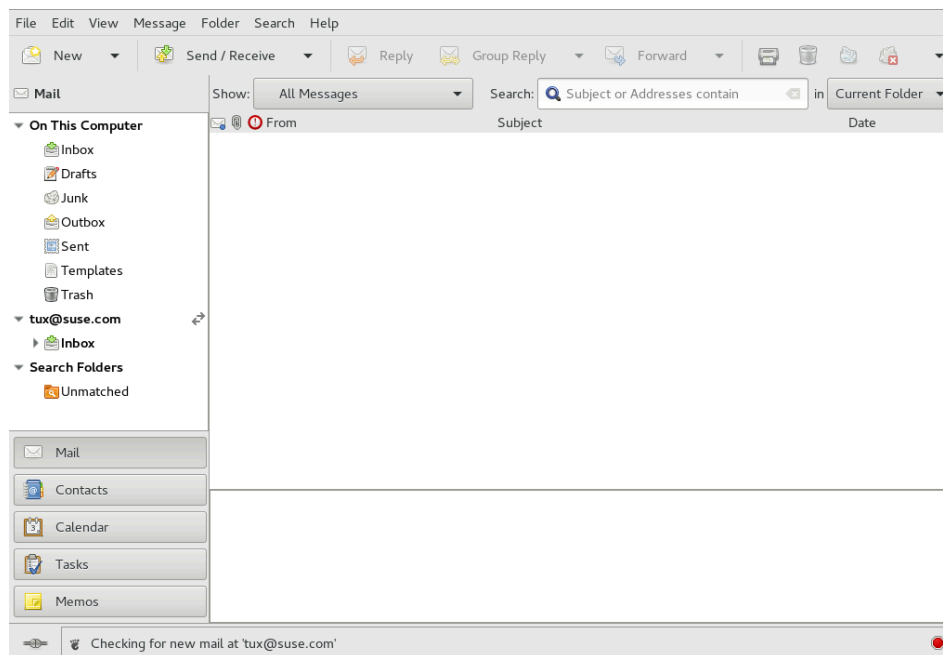 File Edit View Message Folder Search Help
New Send / Receive Reply Group Reply Forward
Mail
Show: All Messages Search: Subject or Addresses contain in Current Folder
From Subject Date
On This Computer
Inbox
Drafts
Junk
Outbox
Sent
Templates
Trash
tux@suse.com
Inbox
Search Folders
Unmatched
Mail
Contacts
Calendar
Tasks
Memos
Checking for new mail at 'tux@suse.com'